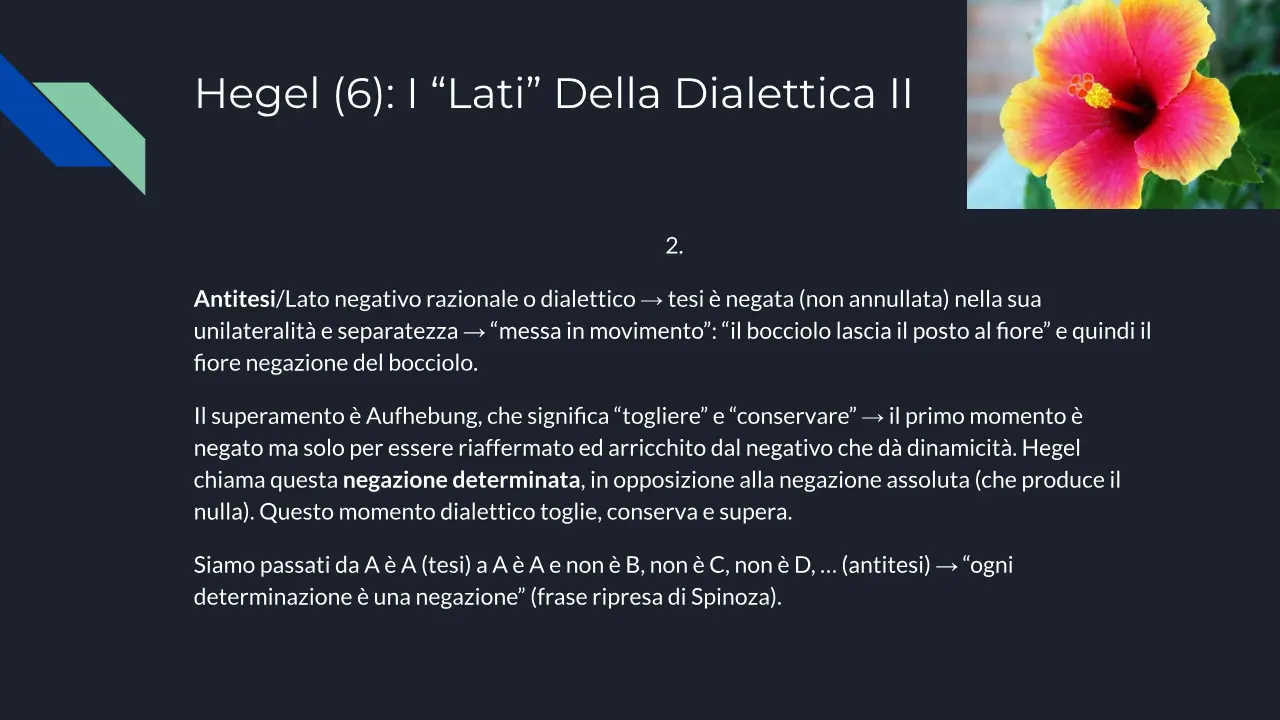 Hegel (6): I “Lati” Della Dialettica II
2.
Antitesi/Lato negativo razionale o dialettico → tesi è negata (non annullata) nella sua
unilateralità e separatezza → “messa in movimento”: “il bocciolo lascia il posto al fiore” e quindi il
fiore negazione del bocciolo.
Il superamento è Aufhebung, che significa “togliere” e “conservare” → il primo momento è
negato ma solo per essere riaffermato ed arricchito dal negativo che dà dinamicità. Hegel
chiama questa negazione determinata, in opposizione alla negazione assoluta (che produce il
nulla). Questo momento dialettico toglie, conserva e supera.
Siamo passati da A è A (tesi) a A è A e non è B, non è C, non è D, … (antitesi) → “ogni
determinazione è una negazione” (frase ripresa di Spinoza).